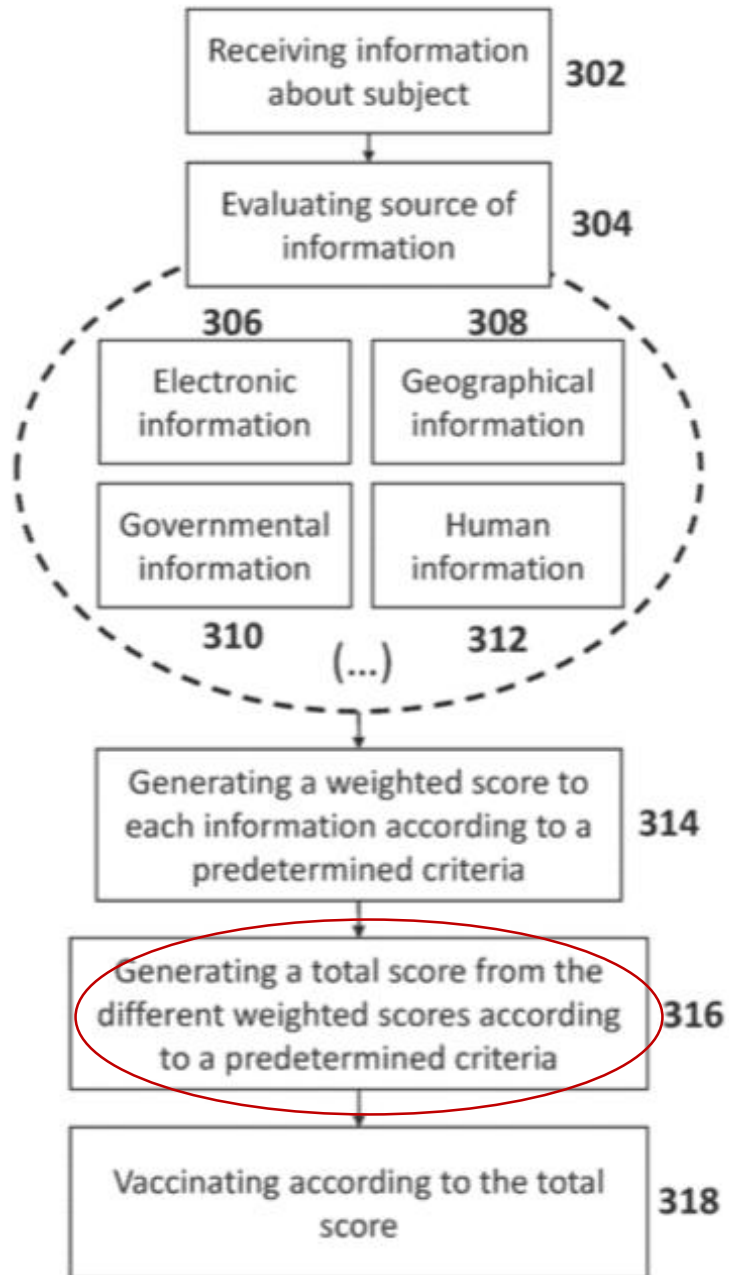 Receiving information
about subject
302
Evaluating source of
information
304
306
308
Electronic
information
Geographical
information
Governmental
information
Human
information
310
312
(...)
Generating a weighted score to
each information according to a
predetermined criteria
314
Generating a total score from the
different weighted scores according
to a predetermined criteria
316
Vaccinating according to the total
score
318